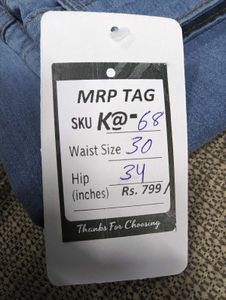 MRP TAG
SKU K@-68
Waist Size 30
Hip 34
(inches) Rs. 799/
Thanks For Choosing